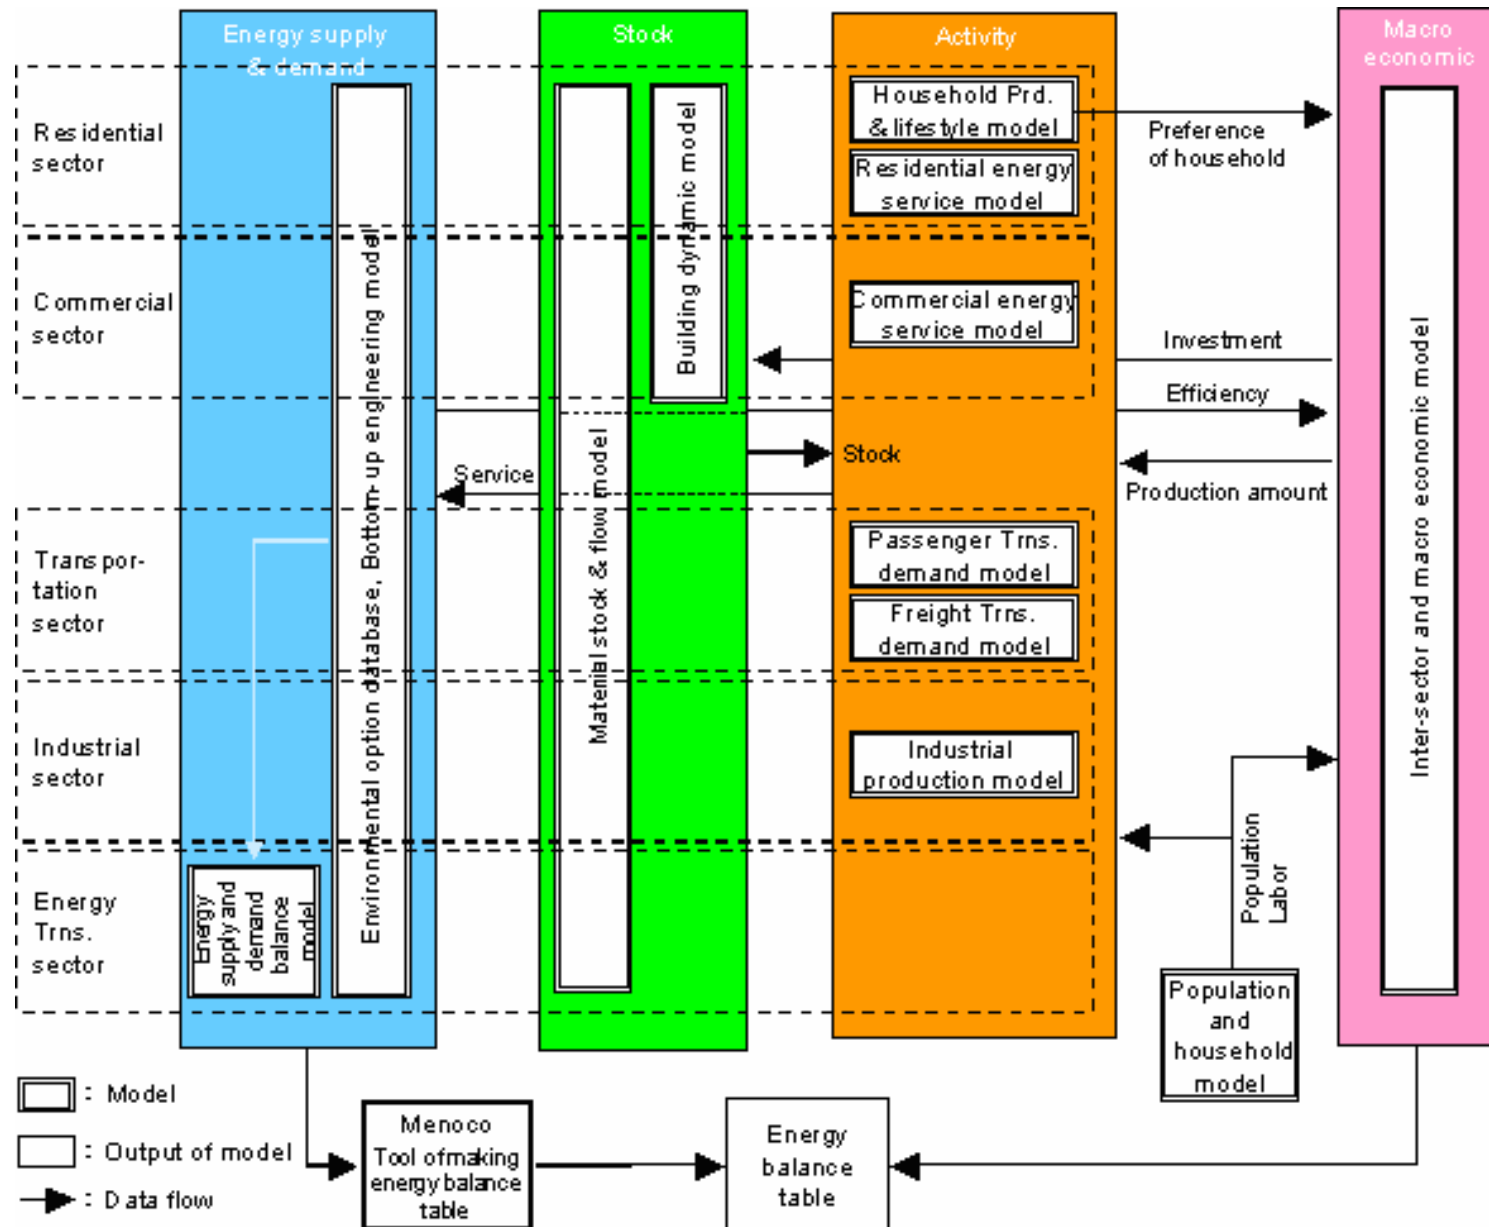 Energy supply
& demand
Stock
Activity
Macro
economic
Residential
sector
Commercial
sector
Transpor-
tation
sector
Industrial
sector
Energy
Trns.
sector
Environmental option database, Bottom-up engineering model
Energy
supply and
demand
balance
model
Material stock & flow model
Building dynamic model
Household Prd.
& lifestyle model
Residential energy
service model
Commercial energy
service model
Passenger Trns.
demand model
Freight Trns.
demand model
Industrial
production model
Inter-sector and macro economic model
Preference
of household
Investment
Efficiency
Stock
Service
Production amount
Population
Labor
Population
and
household
model
: Model
: Output of model
: Data flow
Menoco
Tool of making
energy balance
table
Energy
balance
table